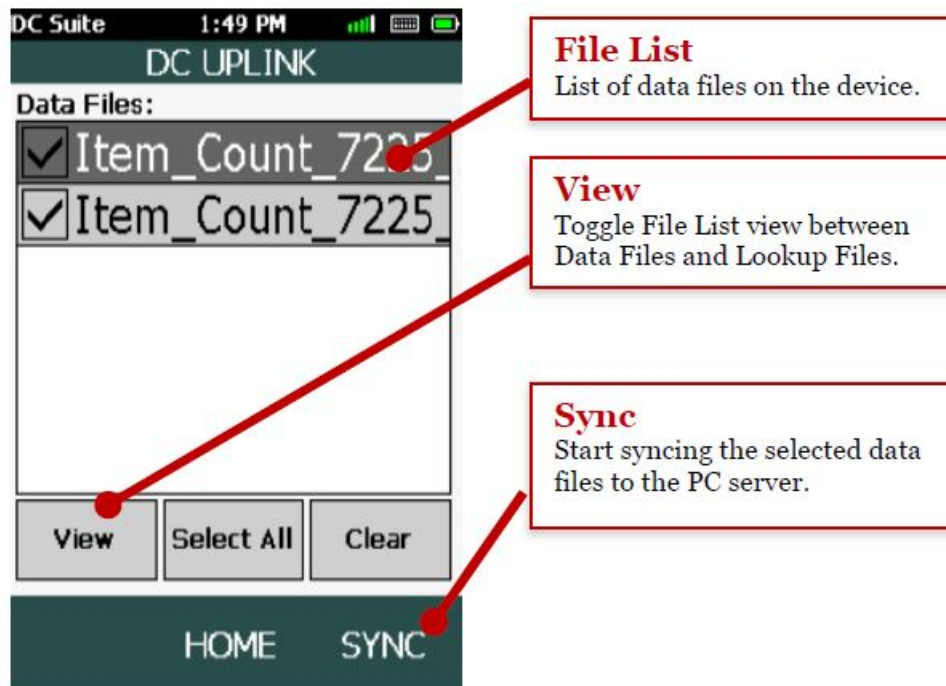 DC Suite 1:49 PM
DC UPLINK
Data Files:
Item_Count_7225_
Item_Count_7225_
View Select All Clear
HOME SYNC
File List
List of data files on the device.
View
Toggle File List view between
Data Files and Lookup Files.
Sync
Start syncing the selected data
files to the PC server.